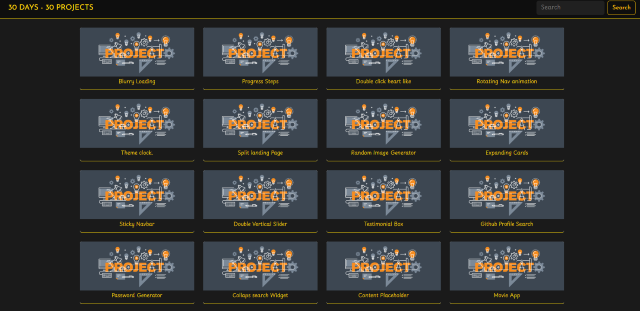 30 DAYS - 30 PROJECTS
Search
Search
PROJECT
PROJECT
PROJECT
PROJECT
Blurry Loading
Progress Steps
Double click heart like
Rotating Nav animation
PROJECT
PROJECT
PROJECT
PROJECT
Theme clock.
Split landing Page
Random Image Generator
Expanding Cards
PROJECT
PROJECT
PROJECT
PROJECT
Sticky Navbar
Double Vertical Slider
Testimonial Box
Github Profile Search
PROJECT
PROJECT
PROJECT
PROJECT
Password Generator
Collaps search Widget
Content Placeholder
Movie App